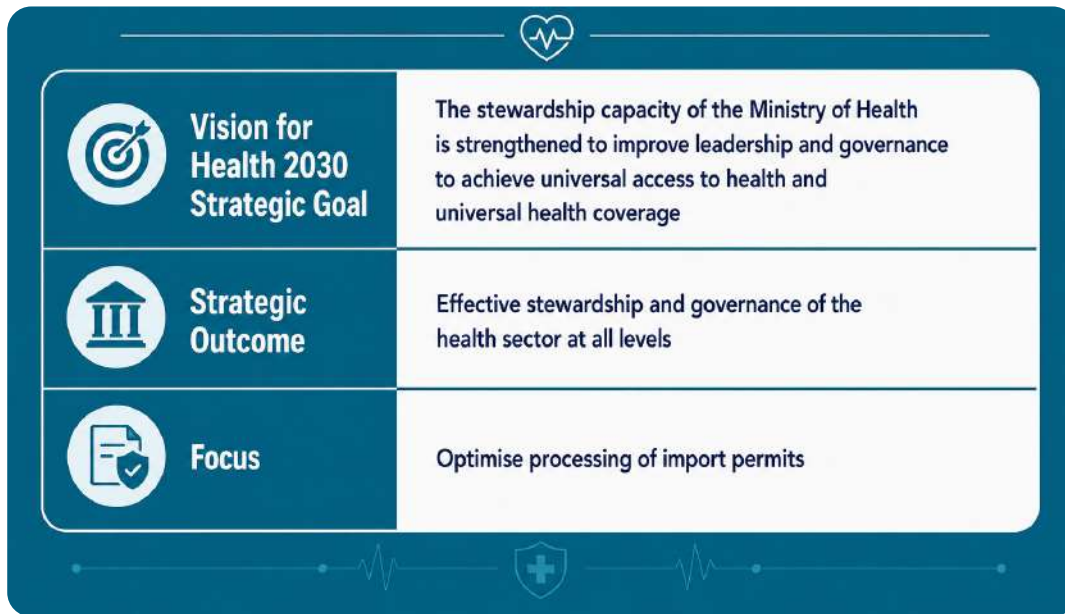 Vision for
Health 2030
Strategic Goal
The stewardship capacity of the Ministry of Health
is strengthened to improve leadership and governance
to achieve universal access to health and
universal health coverage
Strategic
Outcome
Effective stewardship and governance of the
health sector at all levels
Focus
Optimise processing of import permits